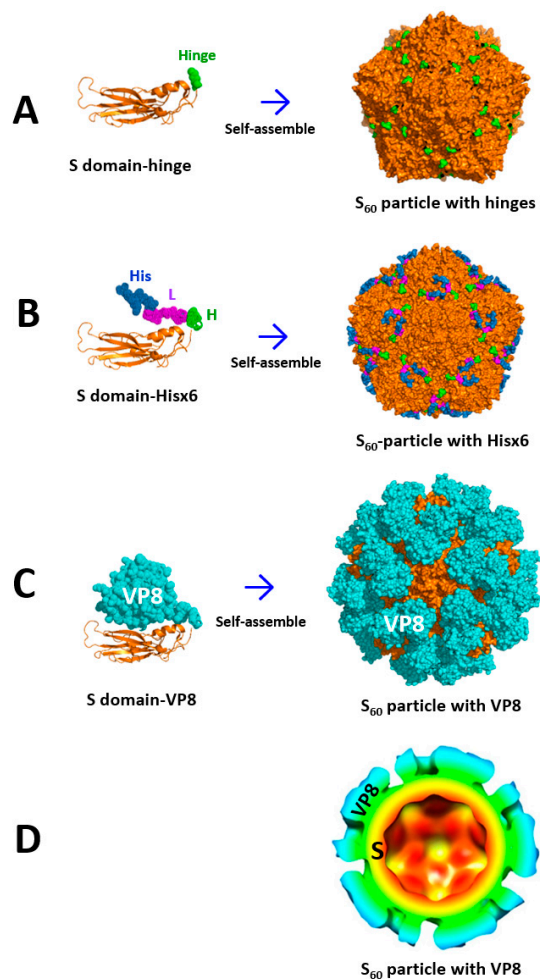 A
Hinge
S domain-hinge
Self-assemble
S₆₀ particle with hinges
B
His
L
H
S domain-Hisx6
Self-assemble
S₆₀-particle with Hisx6
C
VP8
S domain-VP8
Self-assemble
VP8
S₆₀ particle with VP8
D
VP8
S
S₆₀ particle with VP8